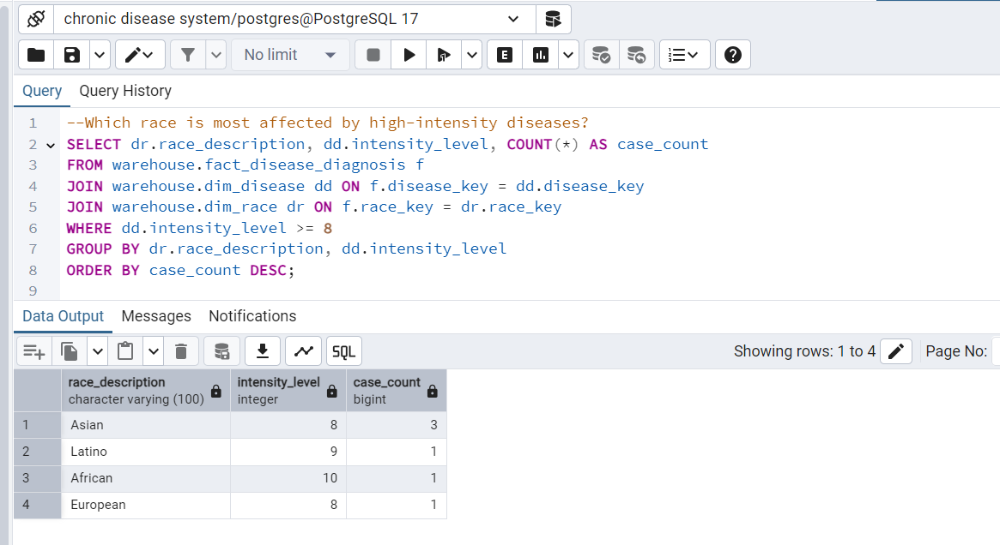 chronic disease system/postgres@PostgreSQL 17
No limit
E
Query Query History
1 --Which race is most affected by high-intensity diseases?
2 SELECT dr.race_description, dd.intensity_level, COUNT(*) AS case_count
3 FROM warehouse.fact_disease_diagnosis f
4 JOIN warehouse.dim_disease dd ON f.disease_key = dd.disease_key
5 JOIN warehouse.dim_race dr ON f.race_key = dr.race_key
6 WHERE dd.intensity_level >= 8
7 GROUP BY dr.race_description, dd.intensity_level
8 ORDER BY case_count DESC;
9
Data Output Messages Notifications
SQL Showing rows: 1 to 4 Page No:
race_description intensity_level case_count
character varying (100) integer bigint
1 Asian 8 3
2 Latino 9 1
3 African 10 1
4 European 8 1